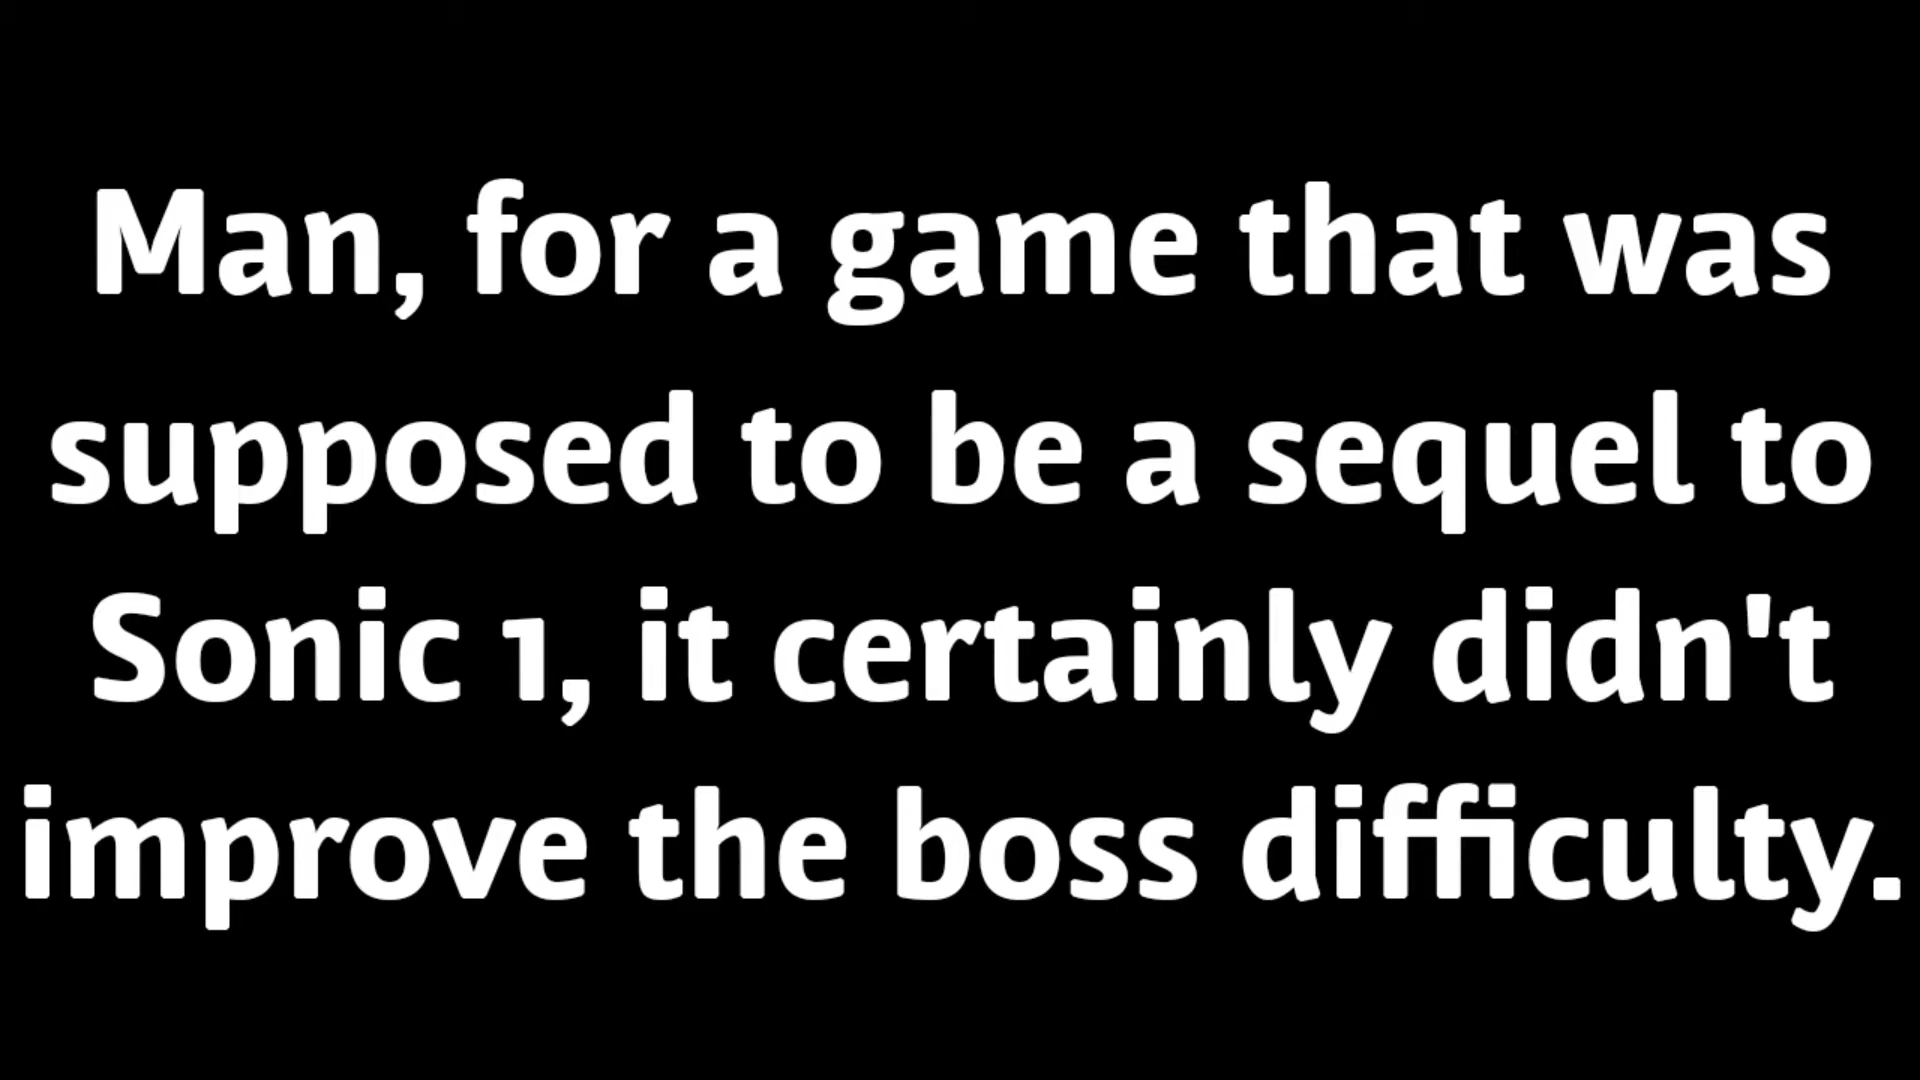 Man, for a game that was
supposed to be a sequel to
Sonic 1, it certainly didn't
improve the boss difficulty.